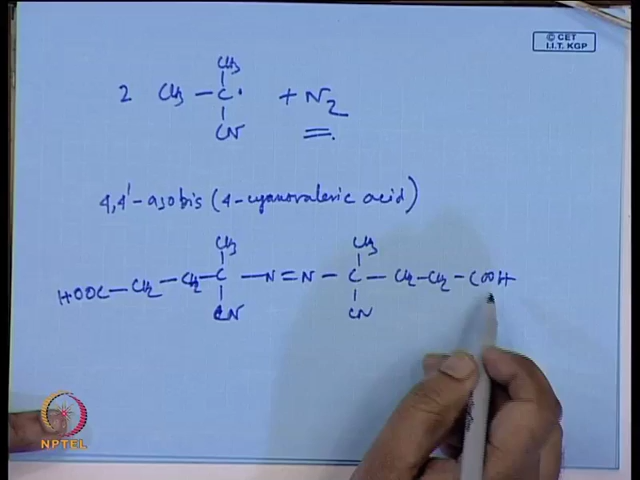 © CET
I.I.T. KGP
CH3
2 CH3 — C· + N2
CN
4,4'-azobis (4-cyanovaleric acid)
CH3 CH3
HOOC — CH2 — CH2 — C — N = N — C — CH2 — CH2 — COOH
CN CN
NPTEL